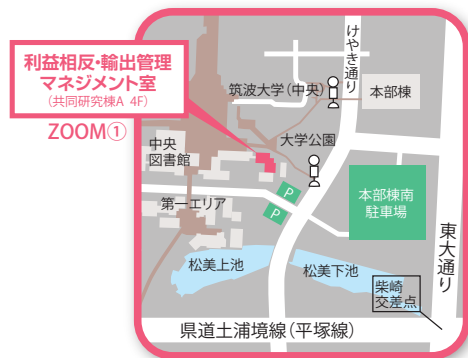 利益相反・輸出管理
マネジメント室
(共同研究棟A 4F)
ZOOM①
けやき通り
筑波大学(中央)
本部棟
大学公園
中央
図書館
P
P
本部棟南
駐車場
第一エリア
東大通り
松美上池
松美下池
柴崎
交差点
県道土浦境線(平塚線)